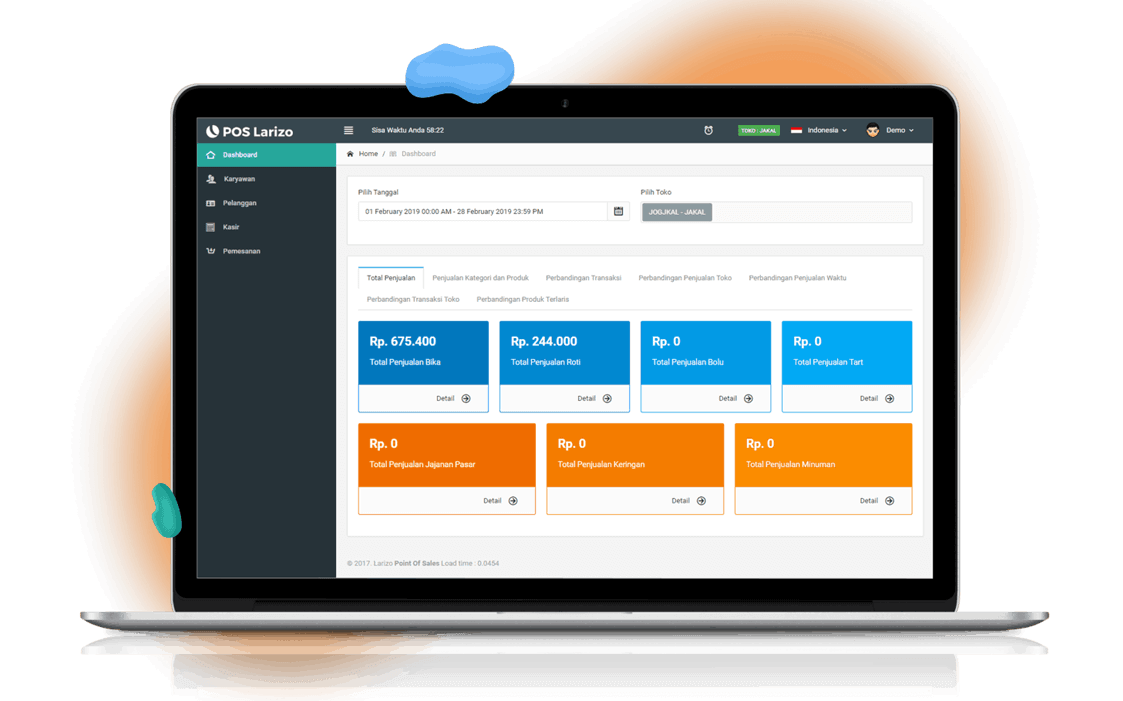 POS Larizo
Sisa Waktu Anda 58:22
TOKO : JAKAL
Indonesia
Demo
Dashboard
Karyawan
Pelanggan
Kasir
Pemesanan
Home / Dashboard
Pilih Tanggal
01 February 2019 00:00 AM - 28 February 2019 23:59 PM
Pilih Toko
JOGJKAL - JAKAL
Total Penjualan
Penjualan Kategori dan Produk
Perbandingan Transaksi
Perbandingan Penjualan Toko
Perbandingan Penjualan Waktu
Perbandingan Transaksi Toko
Perbandingan Produk Terlaris
Rp. 675.400
Total Penjualan Bika
Detail
Rp. 244.000
Total Penjualan Roti
Detail
Rp. 0
Total Penjualan Bolu
Detail
Rp. 0
Total Penjualan Tart
Detail
Rp. 0
Total Penjualan Jajanan Pasar
Detail
Rp. 0
Total Penjualan Keringan
Detail
Rp. 0
Total Penjualan Minuman
Detail
© 2017. Larizo Point Of Sales Load time : 0.0454